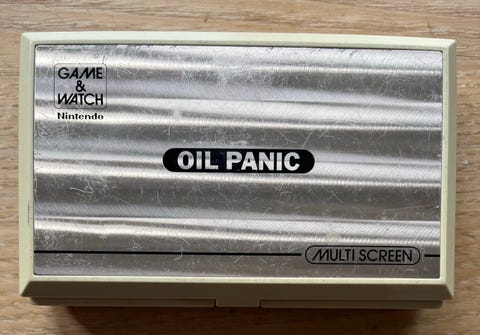 GAME
&
WATCH
Nintendo
OIL PANIC
MULTI SCREEN